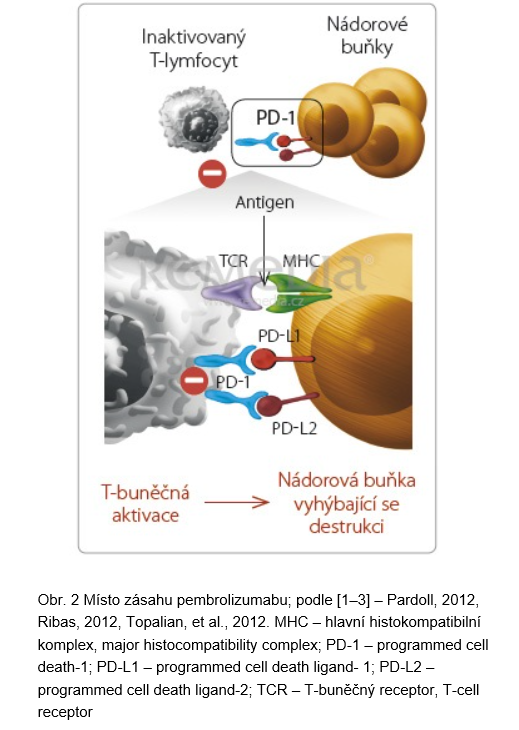 Inaktivovaný
T-lymfocyt
Nádorové
buňky
PD-1
Antigen
TCR
MHC
PD-L1
PD-1
PD-L2
T-buněčná
aktivace
Nádorová buňka
vyhýbající se
destrukci
Obr. 2 Místo zásahu pembrolizumabu; podle [1–3] – Pardoll, 2012,
Ribas, 2012, Topalian, et al., 2012. MHC – hlavní histokompatibilní
komplex, major histocompatibility complex; PD-1 – programmed cell
death-1; PD-L1 – programmed cell death ligand- 1; PD-L2 –
programmed cell death ligand-2; TCR – T-buněčný receptor, T-cell
receptor